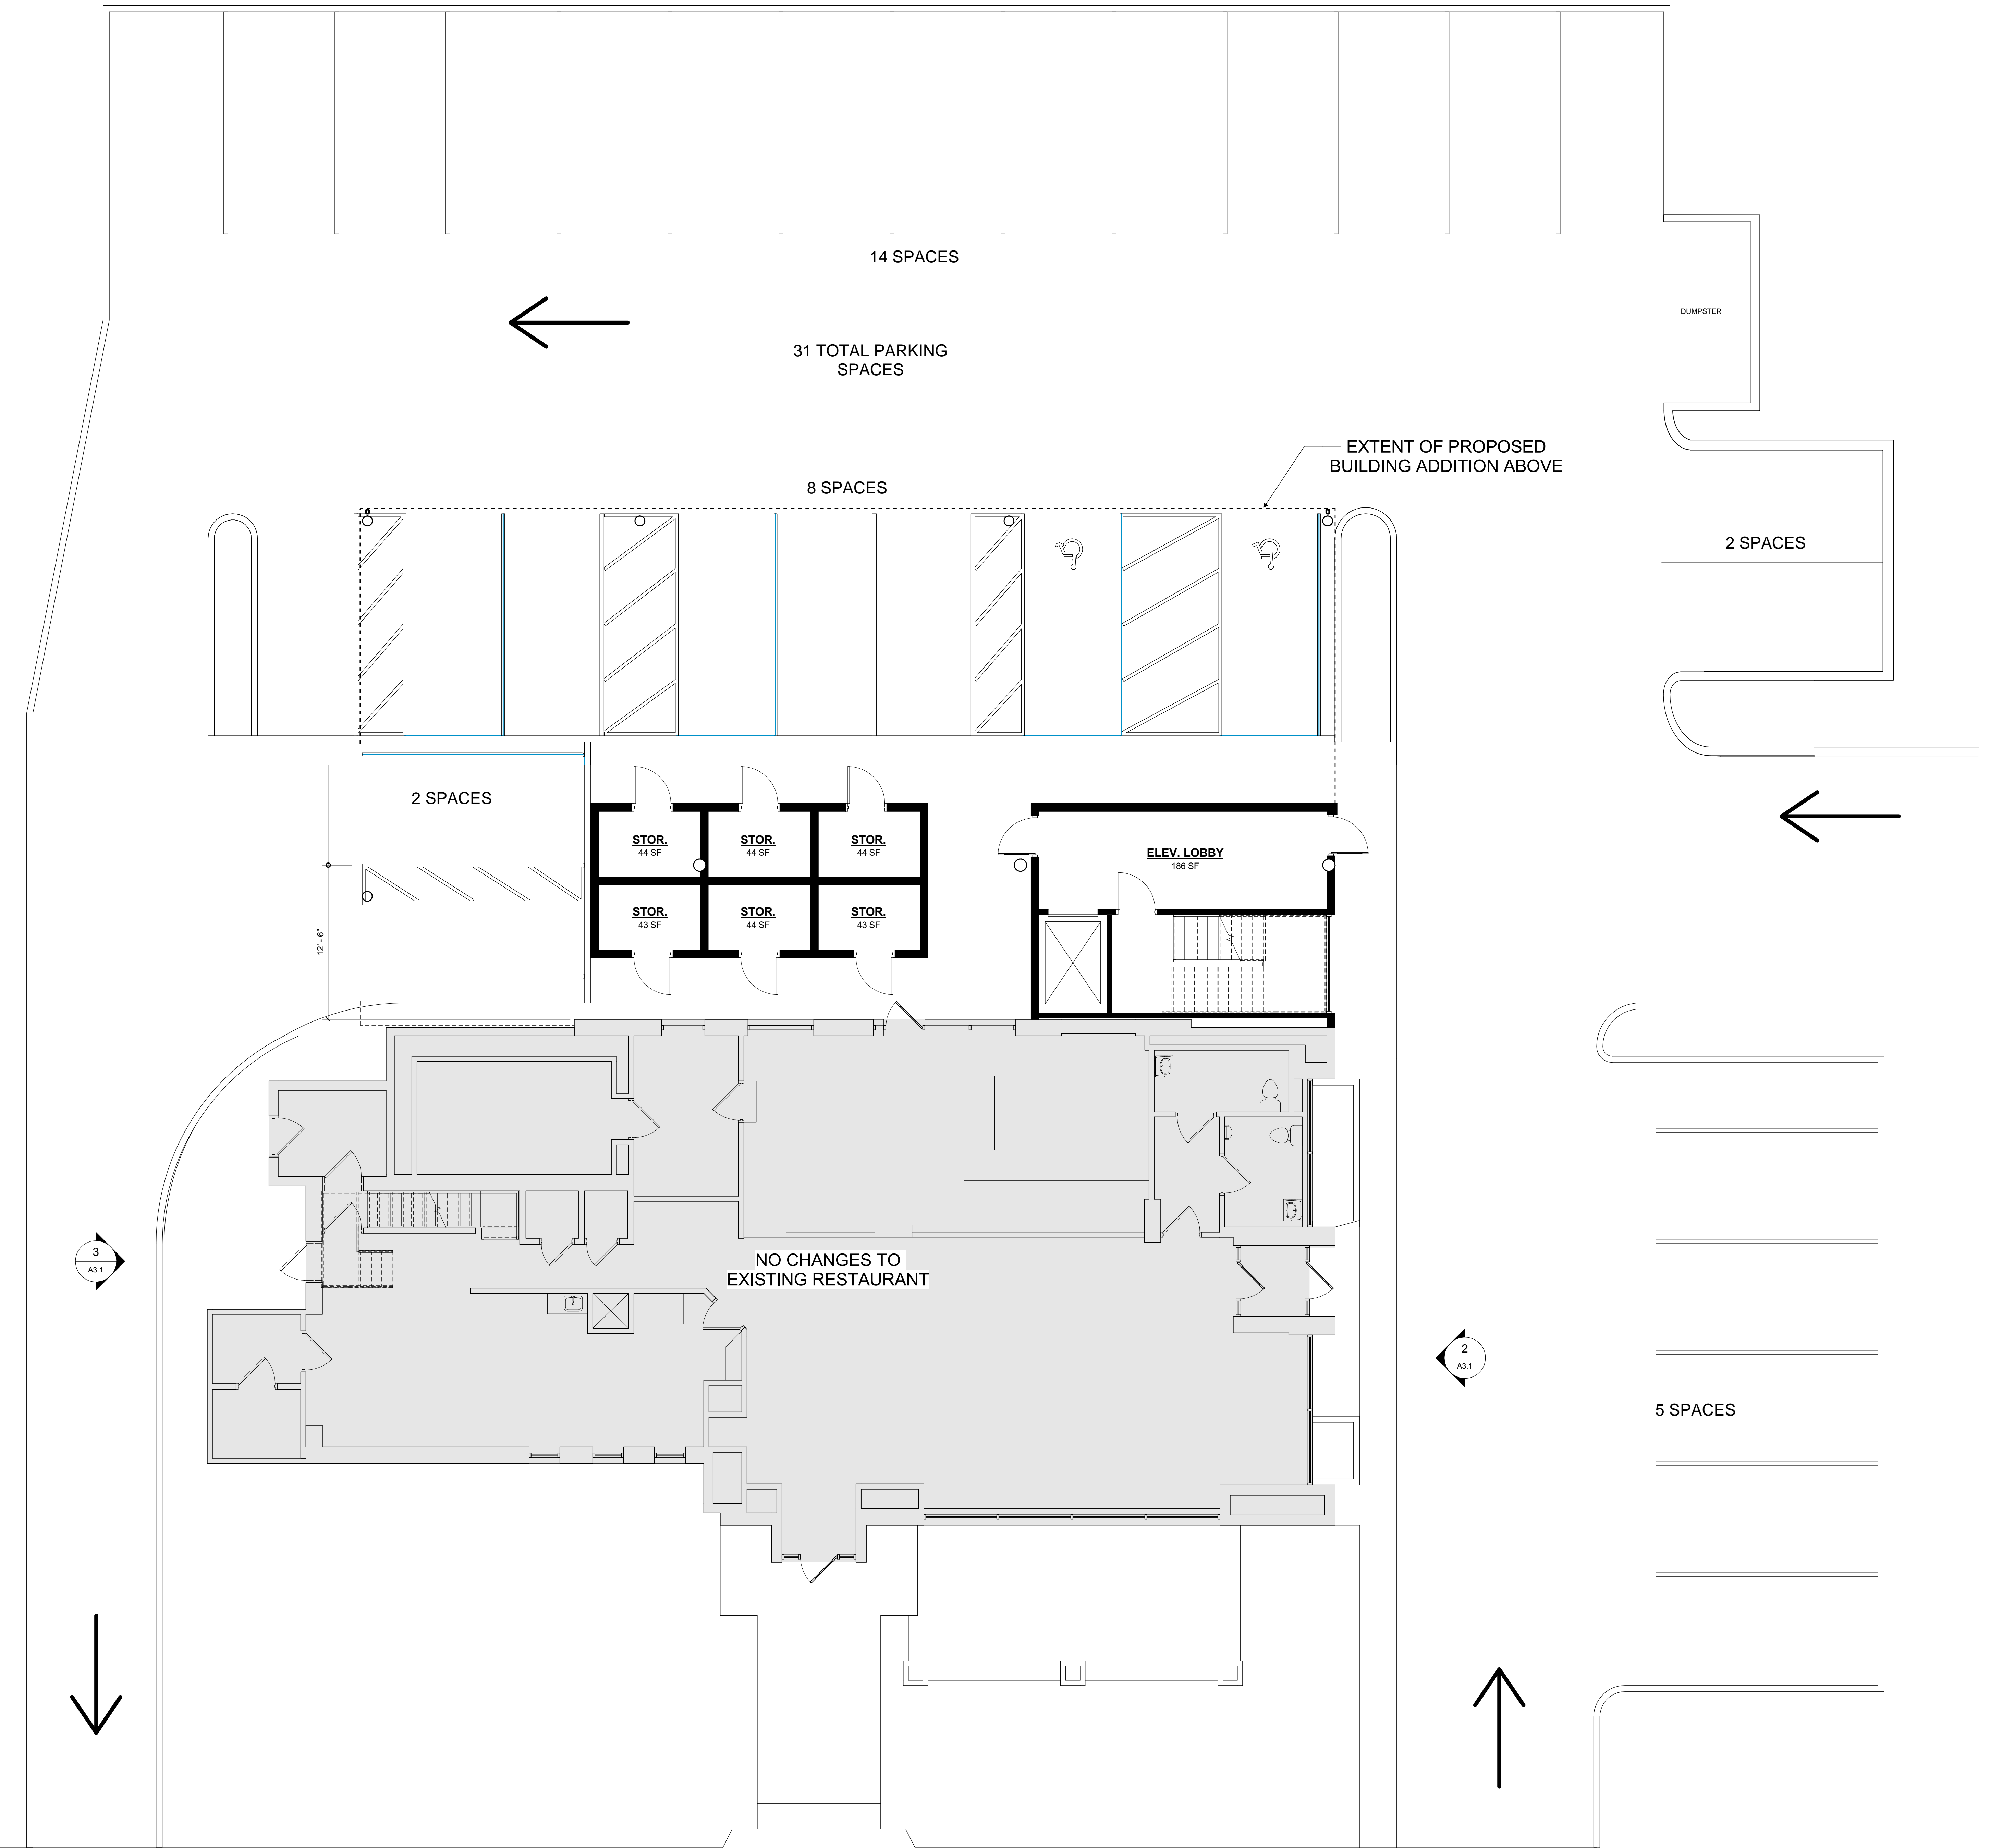 14 SPACES
DUMPSTER
31 TOTAL PARKING
SPACES
EXTENT OF PROPOSED
BUILDING ADDITION ABOVE
8 SPACES
2 SPACES
2 SPACES
STOR.
44 SF
STOR.
44 SF
STOR.
44 SF
ELEV. LOBBY
186 SF
STOR.
43 SF
STOR.
44 SF
STOR.
43 SF
12' - 6"
3
A3.1
NO CHANGES TO
EXISTING RESTAURANT
2
A3.1
5 SPACES